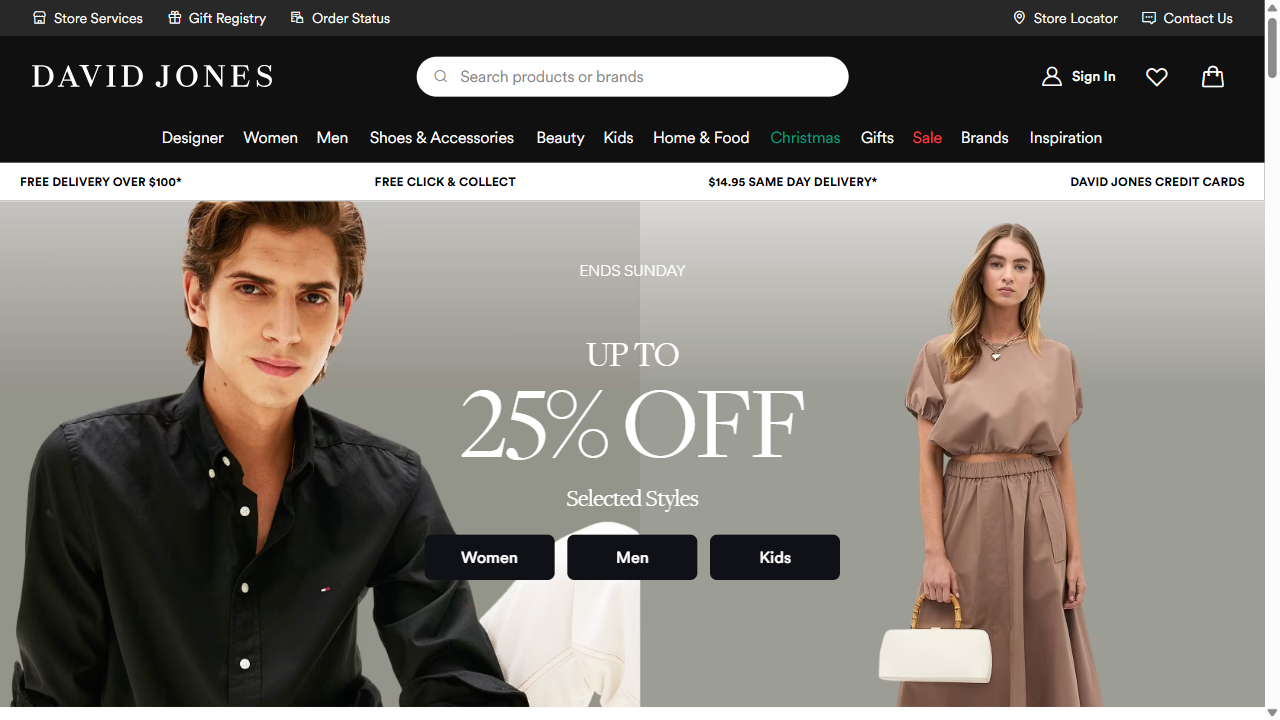 Store Services Gift Registry Order Status Store Locator Contact Us
DAVID JONES Search products or brands Sign In
Designer Women Men Shoes & Accessories Beauty Kids Home & Food Christmas Gifts Sale Brands Inspiration
FREE DELIVERY OVER $100* FREE CLICK & COLLECT $14.95 SAME DAY DELIVERY* DAVID JONES CREDIT CARDS
ENDS SUNDAY
UP TO
25% OFF
Selected Styles
Women Men Kids